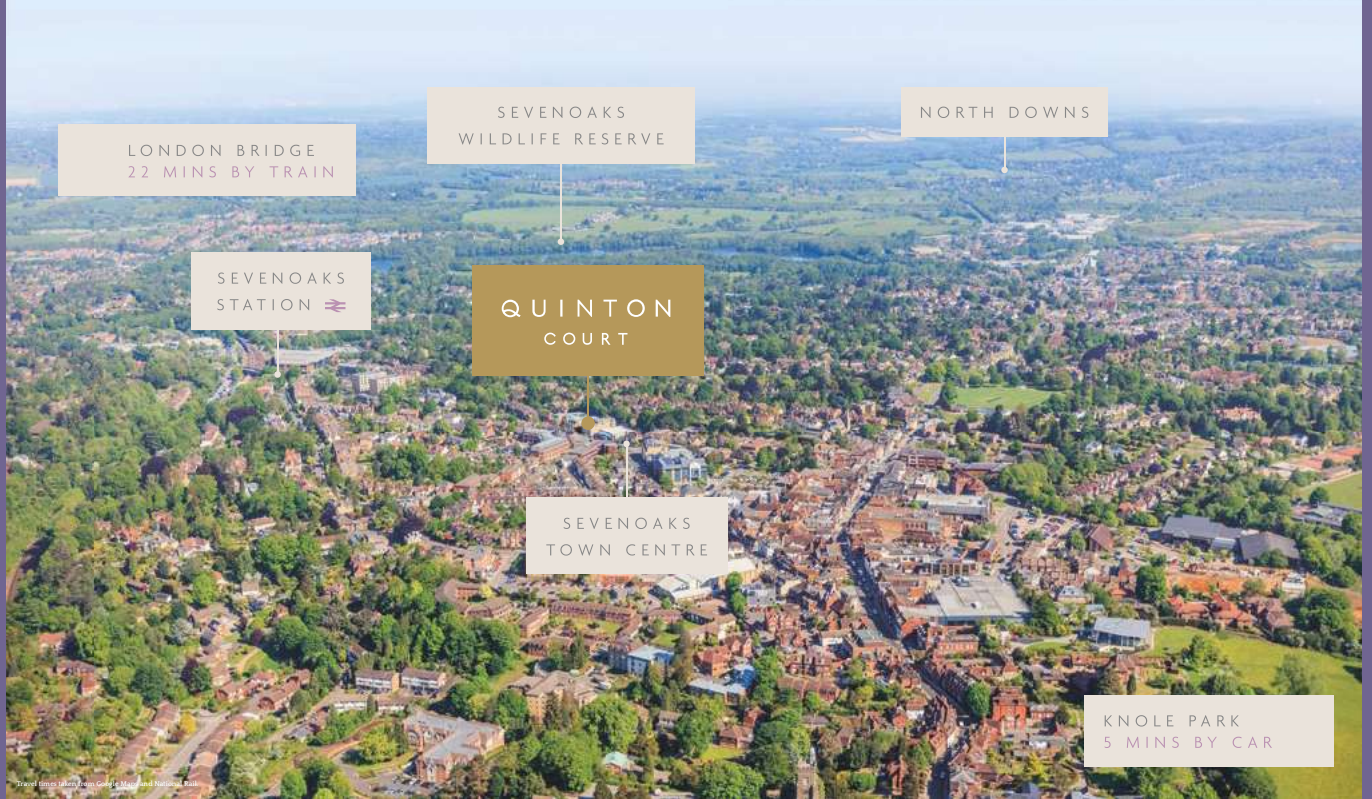 SEVENOAKS
WILDLIFE RESERVE
NORTH DOWNS
LONDON BRIDGE
22 MINS BY TRAIN
SEVENOAKS
STATION
QUINTON
COURT
SEVENOAKS
TOWN CENTRE
KNOLE PARK
5 MINS BY CAR
Travel times taken from Google Maps and National Rail.